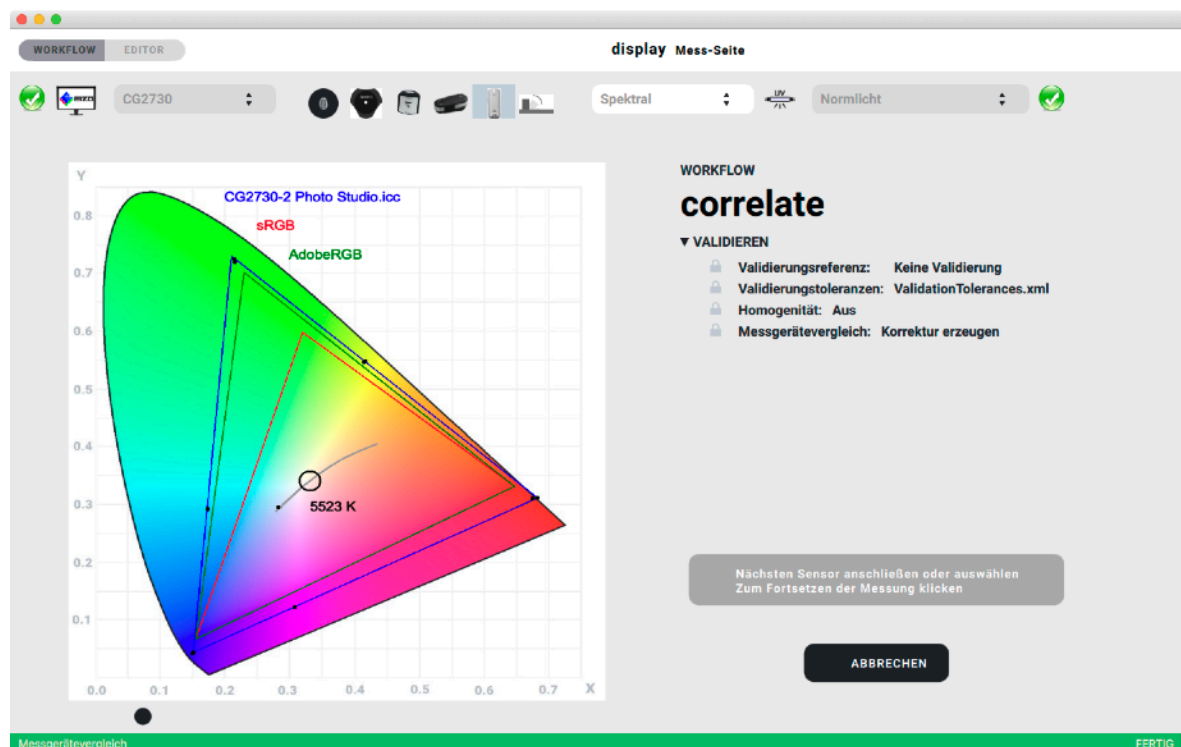 WORKFLOW EDITOR display Mess-Seite
CG2730 Spektral UV Normlicht
Y
CG2730-2 Photo Studio.icc
sRGB
AdobeRGB
0.8
0.7
0.6
0.5
0.4
0.3
0.2
0.1
5523 K
0.0 0.1 0.2 0.3 0.4 0.5 0.6 0.7 X
WORKFLOW
correlate
▼ VALIDIEREN
Validierungsreferenz: Keine Validierung
Validierungstoleranzen: ValidationTolerances.xml
Homogenität: Aus
Messgerätevergleich: Korrektur erzeugen
Nächsten Sensor anschließen oder auswählen
Zum Fortsetzen der Messung klicken
ABBRECHEN
Messgerätevergleich FERTIG